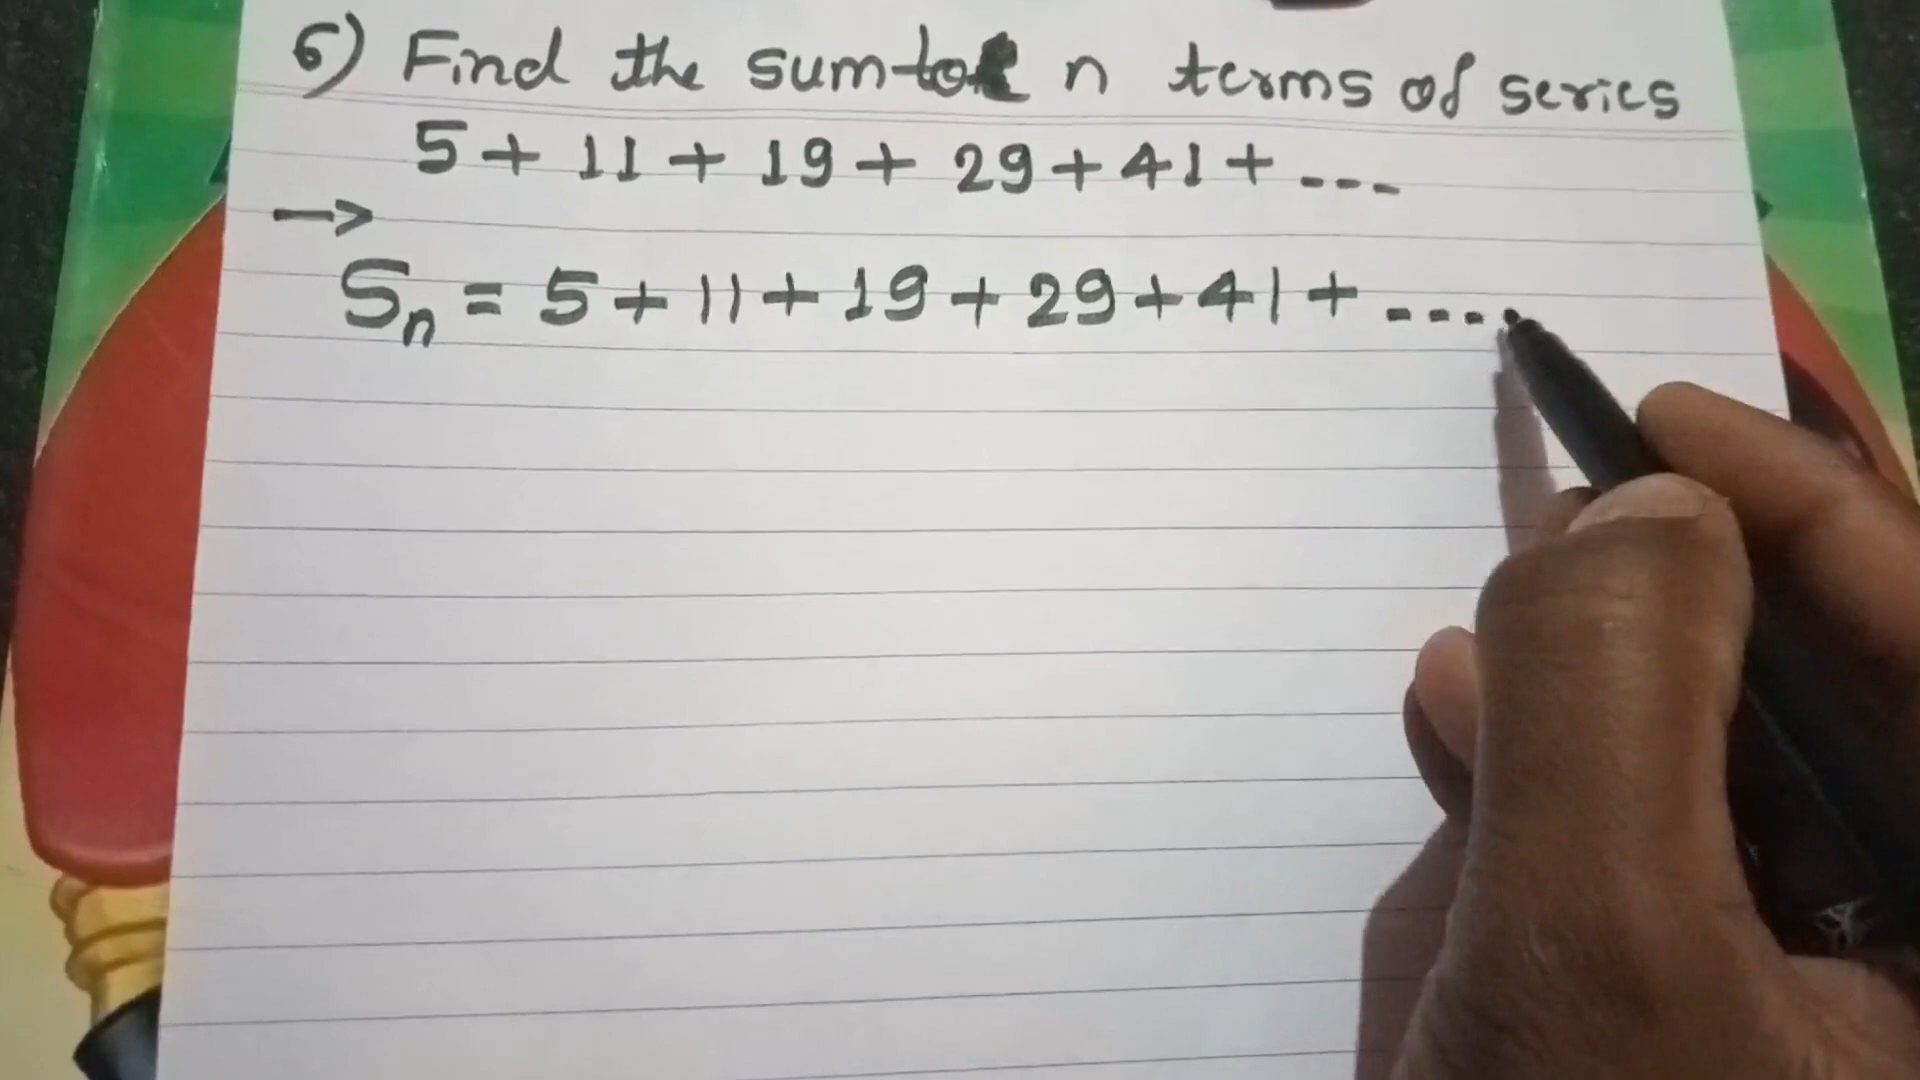 6) Find the sum to n terms of series
5 + 11 + 19 + 29 + 41 + ---
→
Sn = 5 + 11 + 19 + 29 + 41 + ....